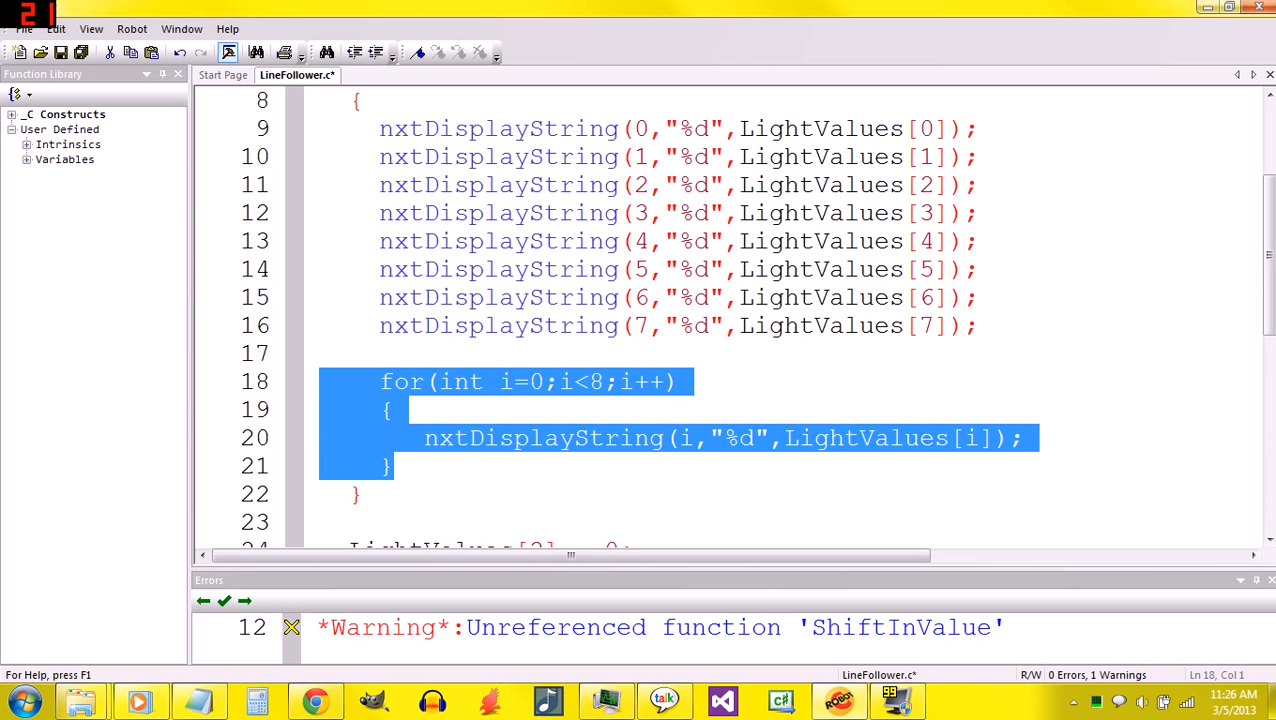 21
File Edit View Robot Window Help
Function Library
Start Page LineFollower.c*
_C Constructs
User Defined
Intrinsics
Variables
8 {
9 nxtDisplayString(0,"%d",LightValues[0]);
10 nxtDisplayString(1,"%d",LightValues[1]);
11 nxtDisplayString(2,"%d",LightValues[2]);
12 nxtDisplayString(3,"%d",LightValues[3]);
13 nxtDisplayString(4,"%d",LightValues[4]);
14 nxtDisplayString(5,"%d",LightValues[5]);
15 nxtDisplayString(6,"%d",LightValues[6]);
16 nxtDisplayString(7,"%d",LightValues[7]);
17
18 for(int i=0;i<8;i++)
19 {
20 nxtDisplayString(i,"%d",LightValues[i]);
21 }
22 }
23
Errors
12 *Warning*:Unreferenced function 'ShiftInValue'
For Help, press F1 LineFollower.c* R/W 0 Errors, 1 Warnings Ln 18, Col 1
talk C# ROBOT 99
11:26 AM
3/5/2013